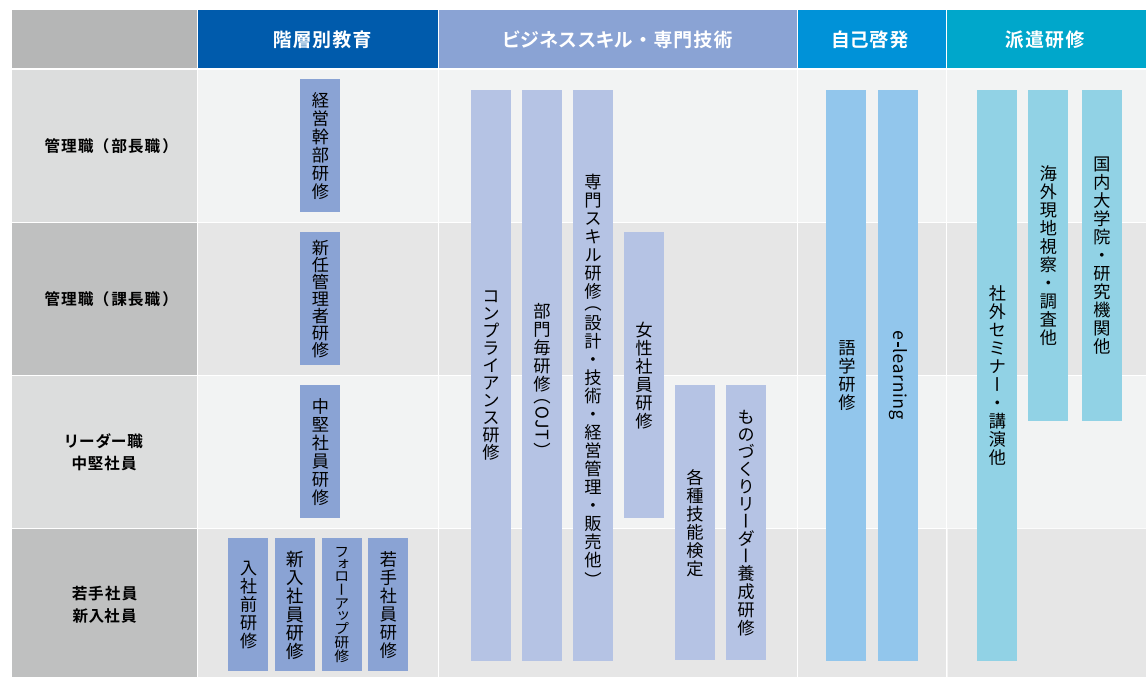 階層別教育
ビジネススキル・専門技術
自己啓発
派遣研修
管理職（部長職）
管理職（課長職）
リーダー職
中堅社員
若手社員
新入社員
経営幹部研修
新任管理者研修
中堅社員研修
入社前研修
新入社員研修
フォローアップ研修
若手社員研修
コンプライアンス研修
部門毎研修（OJT）
専門スキル研修（設計・技術・経営管理・販売他）
女性社員研修
各種技能検定
ものづくりリーダー養成研修
語学研修
e-learning
社外セミナー・講演他
海外現地視察・調査他
国内大学院・研究機関他